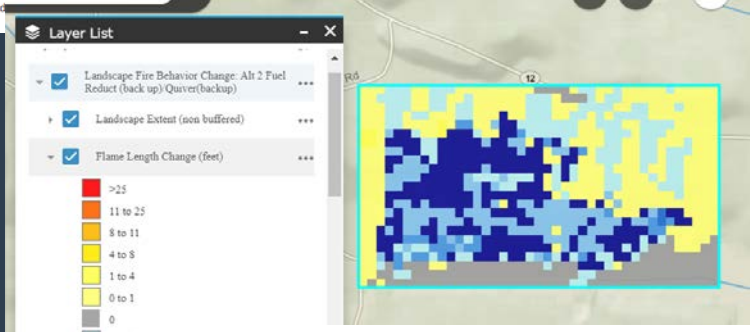 Layer List
Landscape Fire Behavior Change: Alt 2 Fuel
Reduct (back up)/Quiver(backup)
Landscape Extent (non buffered)
Flame Length Change (feet)
>25
11 to 25
8 to 11
4 to 8
1 to 4
0 to 1
0
Rd
12